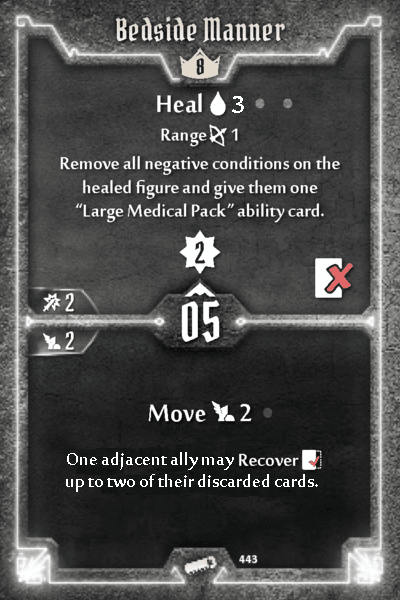 Bedside Manner
8
Heal 3
Range 1
Remove all negative conditions on the
healed figure and give them one
“Large Medical Pack” ability card.
2
2
05
2
Move 2
One adjacent ally may Recover
up to two of their discarded cards.
443